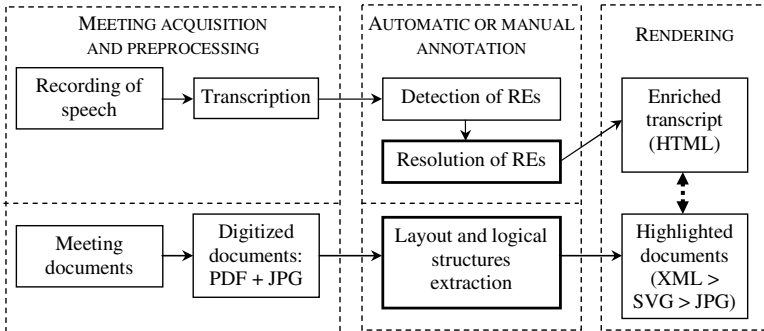 MEETING ACQUISITION
AND PREPROCESSING
AUTOMATIC OR MANUAL
ANNOTATION
RENDERING
Recording of
speech
Transcription
Detection of REs
Resolution of REs
Enriched
transcript
(HTML)
Meeting
documents
Digitized
documents:
PDF + JPG
Layout and logical
structures
extraction
Highlighted
documents
(XML >
SVG > JPG)